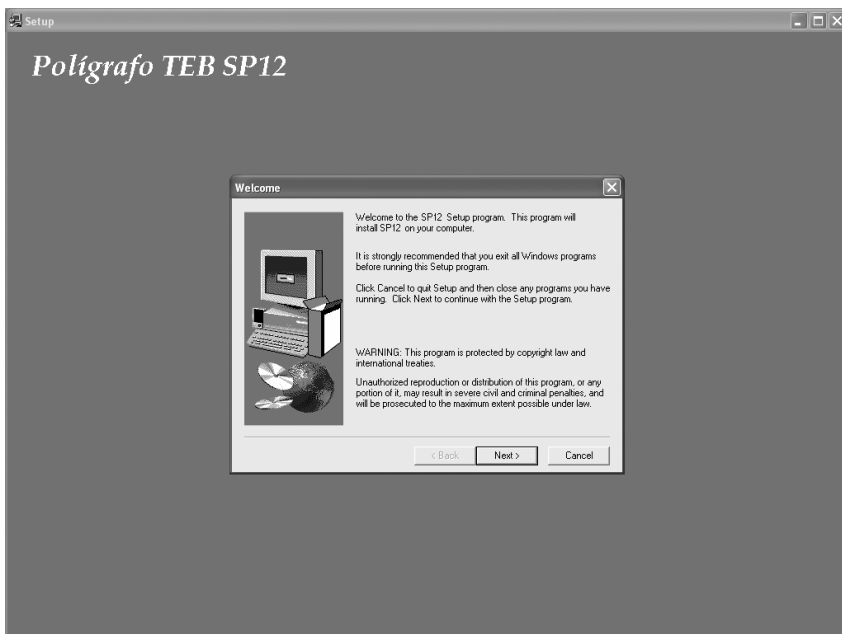 Setup
Polígrafo TEB SP12
Welcome
Welcome to the SP12 Setup program. This program will
install SP12 on your computer.
It is strongly recommended that you exit all Windows programs
before running this Setup program.
Click Cancel to quit Setup and then close any programs you have
running. Click Next to continue with the Setup program.
WARNING: This program is protected by copyright law and
international treaties.
Unauthorized reproduction or distribution of this program, or any
portion of it, may result in severe civil and criminal penalties, and
will be prosecuted to the maximum extent possible under law.
< Back Next > Cancel